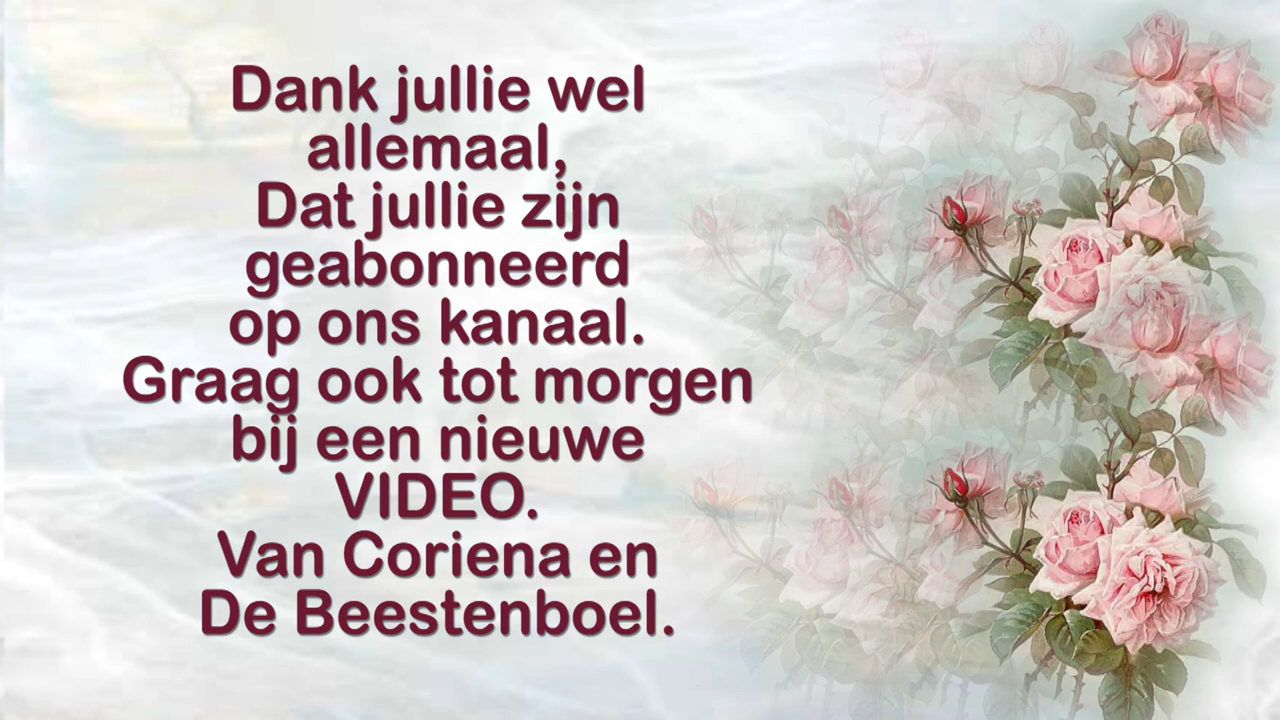 Dank jullie wel
allemaal,
Dat jullie zijn
geabonneerd
op ons kanaal.
Graag ook tot morgen
bij een nieuwe
VIDEO.
Van Coriena en
De Beestenboel.